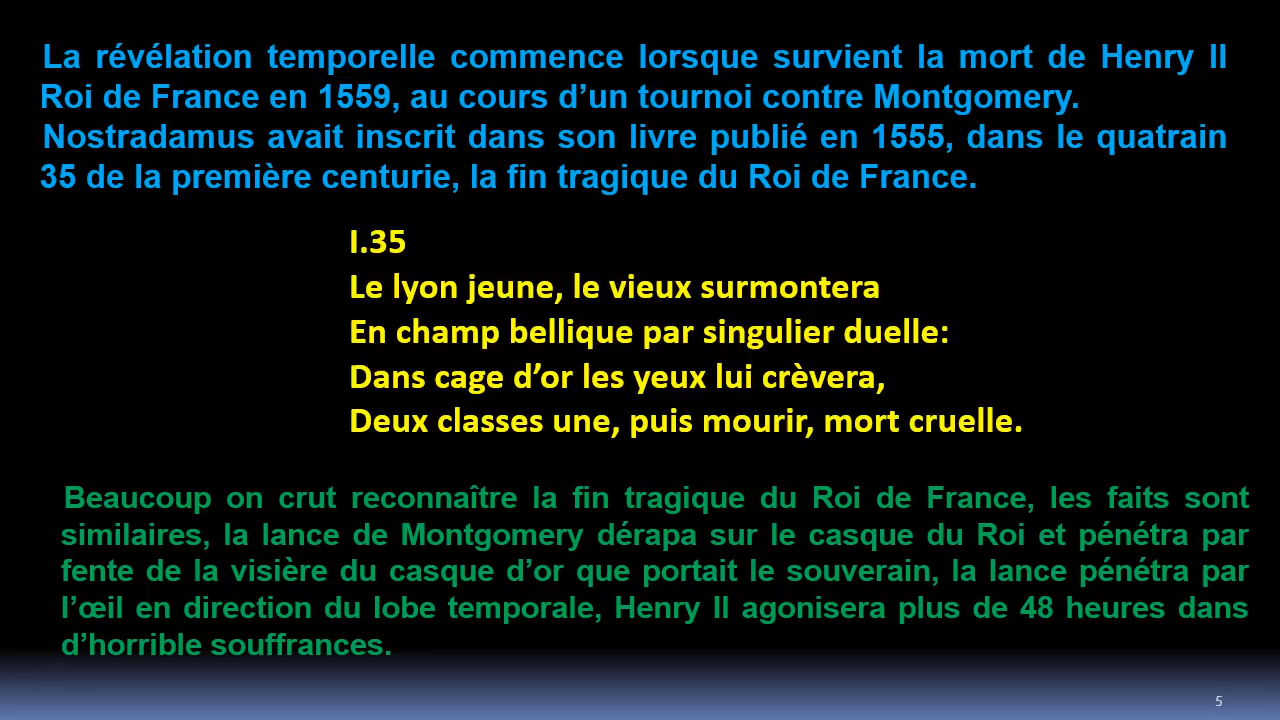 La révélation temporelle commence lorsque survient la mort de Henry II
Roi de France en 1559, au cours d’un tournoi contre Montgomery.
Nostradamus avait inscrit dans son livre publié en 1555, dans le quatrain
35 de la première centurie, la fin tragique du Roi de France.
I.35
Le lyon jeune, le vieux surmontera
En champ bellique par singulier duelle:
Dans cage d’or les yeux lui crèvera,
Deux classes une, puis mourir, mort cruelle.
Beaucoup on crut reconnaître la fin tragique du Roi de France, les faits sont
similaires, la lance de Montgomery dérapa sur le casque du Roi et pénétra par
fente de la visière du casque d’or que portait le souverain, la lance pénétra par
l’œil en direction du lobe temporale, Henry II agonisera plus de 48 heures dans
d’horrible souffrances.
5